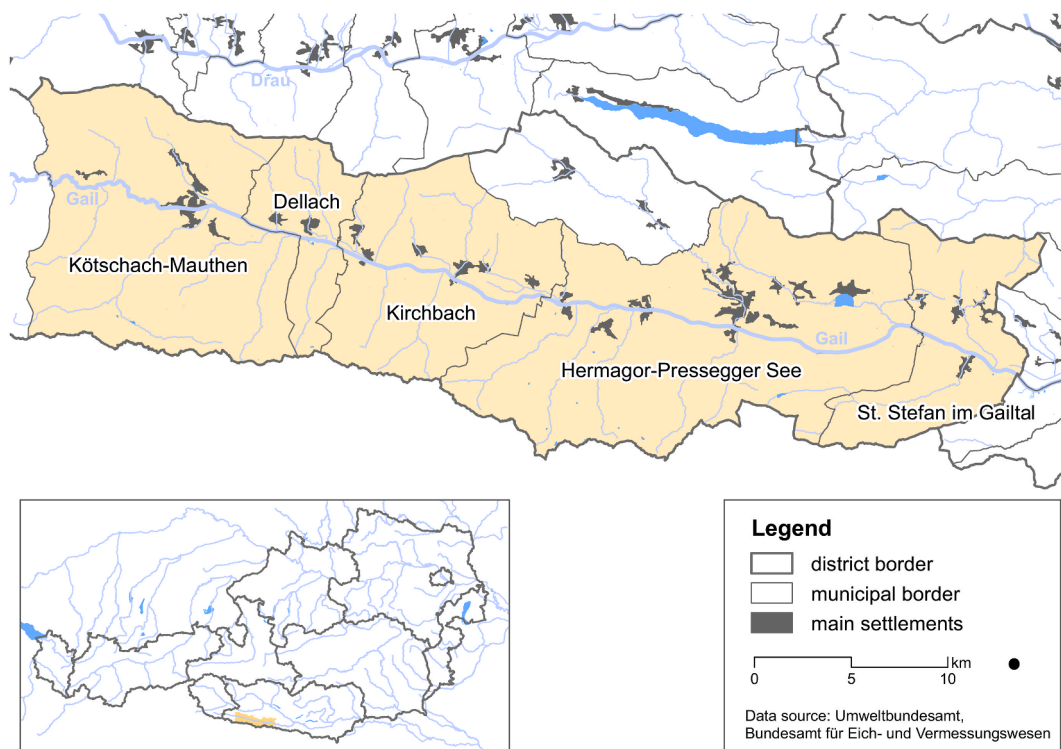 Drau
Gail
Dellach
Kötschach-Mauthen
Kirchbach
Gail
Hermagor-Pressegger See
St. Stefan im Gailtal
Legend
district border
municipal border
main settlements
km
0 5 10
Data source: Umweltbundesamt,
Bundesamt für Eich- und Vermessungswesen